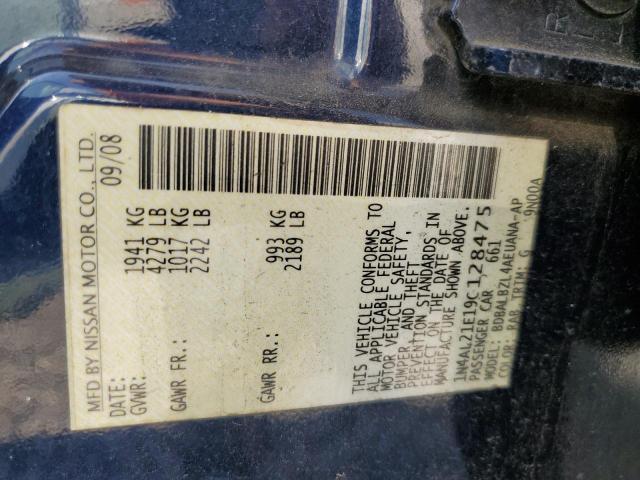 MFD BY NISSAN MOTOR CO., LTD.
DATE: 09/08
GVWR: 1941 KG
4279 LB
GAWR FR.: 1017 KG
2242 LB
GAWR RR.: 993 KG
2189 LB
THIS VEHICLE CONFORMS TO
ALL APPLICABLE FEDERAL
MOTOR VEHICLE SAFETY,
BUMPER, AND THEFT
PREVENTION STANDARDS IN
EFFECT ON THE DATE OF
MANUFACTURE SHOWN ABOVE.
1N4AL21E19C128475
PASSENGER CAR 661
MODEL: BDBALBZL4AEUANA-AP
COLOR: RAB TRIM: G 9N00A
R
L